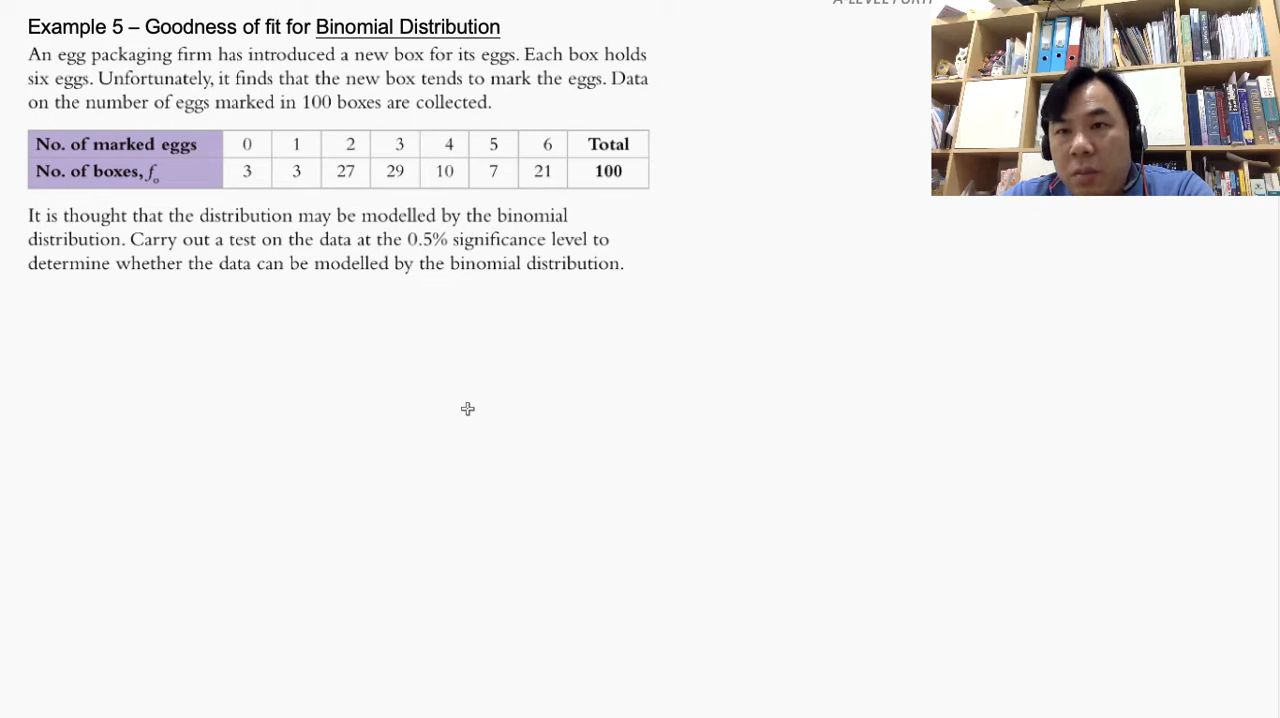 Example 5 – Goodness of fit for Binomial Distribution
An egg packaging firm has introduced a new box for its eggs. Each box holds
six eggs. Unfortunately, it finds that the new box tends to mark the eggs. Data
on the number of eggs marked in 100 boxes are collected.
No. of marked eggs 0 1 2 3 4 5 6 Total
No. of boxes, fₒ 3 3 27 29 10 7 21 100
It is thought that the distribution may be modelled by the binomial
distribution. Carry out a test on the data at the 0.5% significance level to
determine whether the data can be modelled by the binomial distribution.